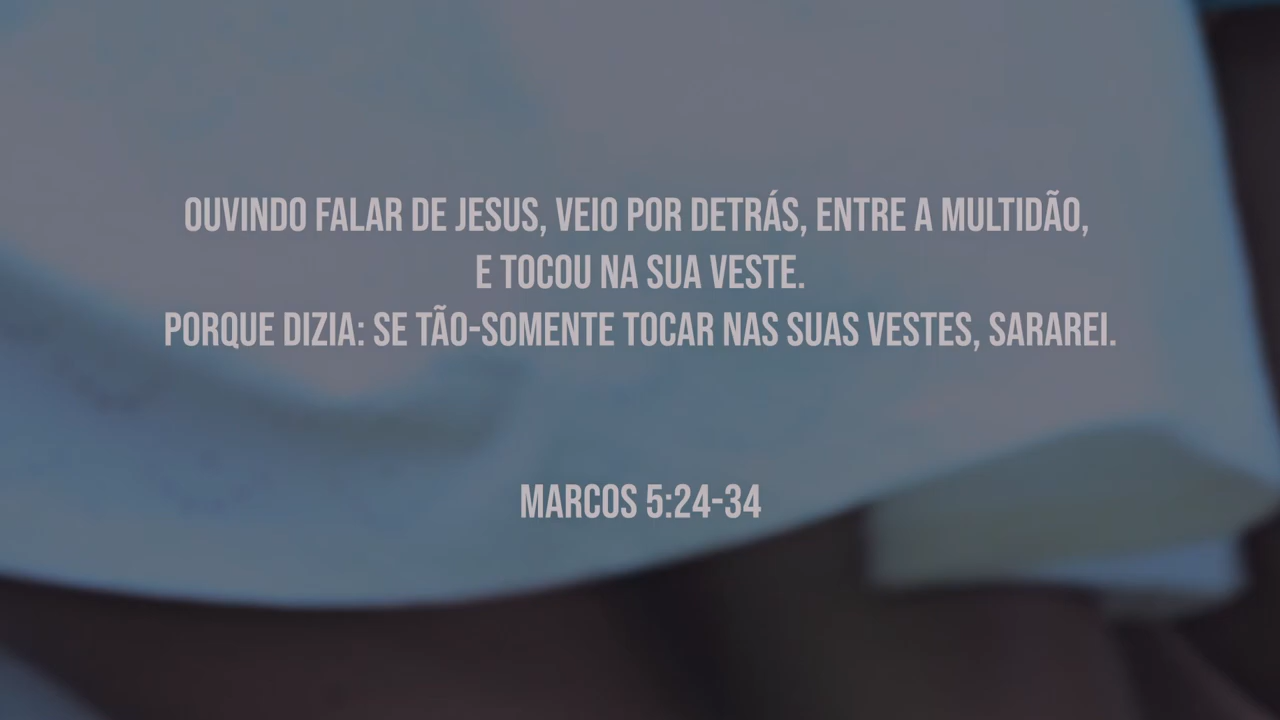 OUVINDO FALAR DE JESUS, VEIO POR DETRÁS, ENTRE A MULTIDÃO,
E TOCOU NA SUA VESTE.
PORQUE DIZIA: SE TÃO-SOMENTE TOCAR NAS SUAS VESTES, SARAREI.
MARCOS 5:24-34